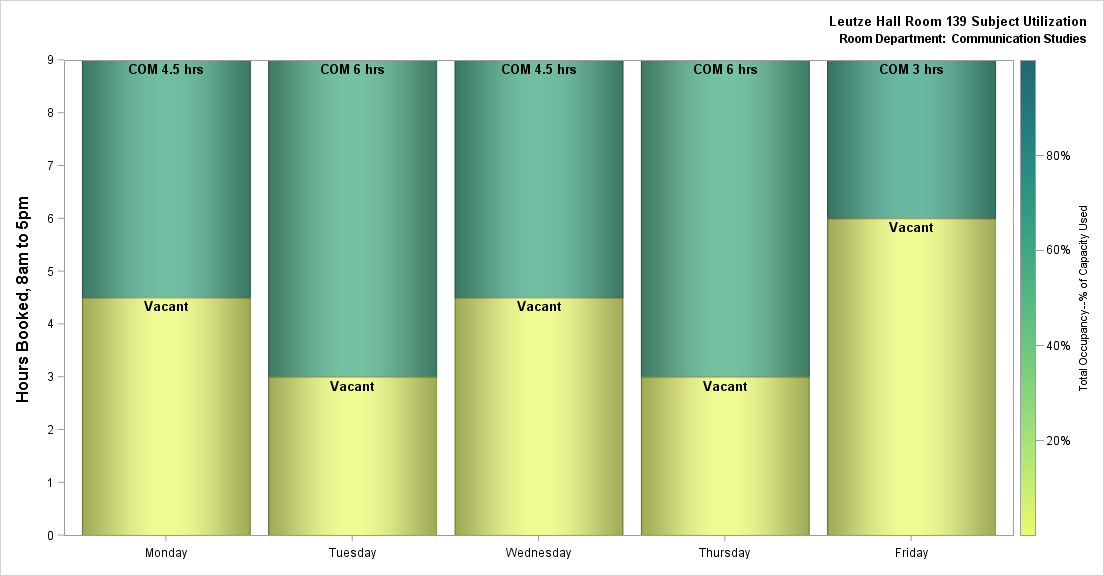 Leutze Hall Room 139 Subject Utilization
Room Department: Communication Studies
Hours Booked, 8am to 5pm
9
8
7
6
5
4
3
2
1
0
COM 4.5 hrs
COM 6 hrs
COM 4.5 hrs
COM 6 hrs
COM 3 hrs
Vacant
Vacant
Vacant
Vacant
Vacant
Monday
Tuesday
Wednesday
Thursday
Friday
80%
60%
40%
20%
Total Occupancy--% of Capacity Used